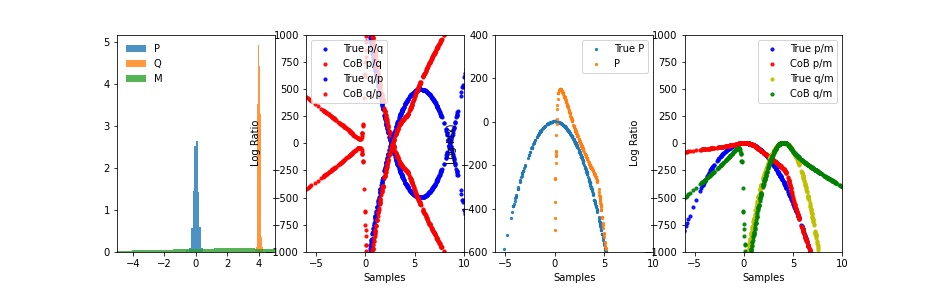 P
Q
M
5
4
3
2
1
0
−4
−2
0
2
4
Log Ratio
1000
750
500
250
0
−250
−500
−750
1000
True p/q
CoB p/q
True q/p
CoB q/p
−5
0
5
10
Samples
400
200
0
−200
−400
−600
True P
P
−5
0
5
10
Samples
Log Ratio
1000
750
500
250
0
−250
−500
−750
1000
True p/m
CoB p/m
True q/m
CoB q/m
−5
0
5
10
Samples